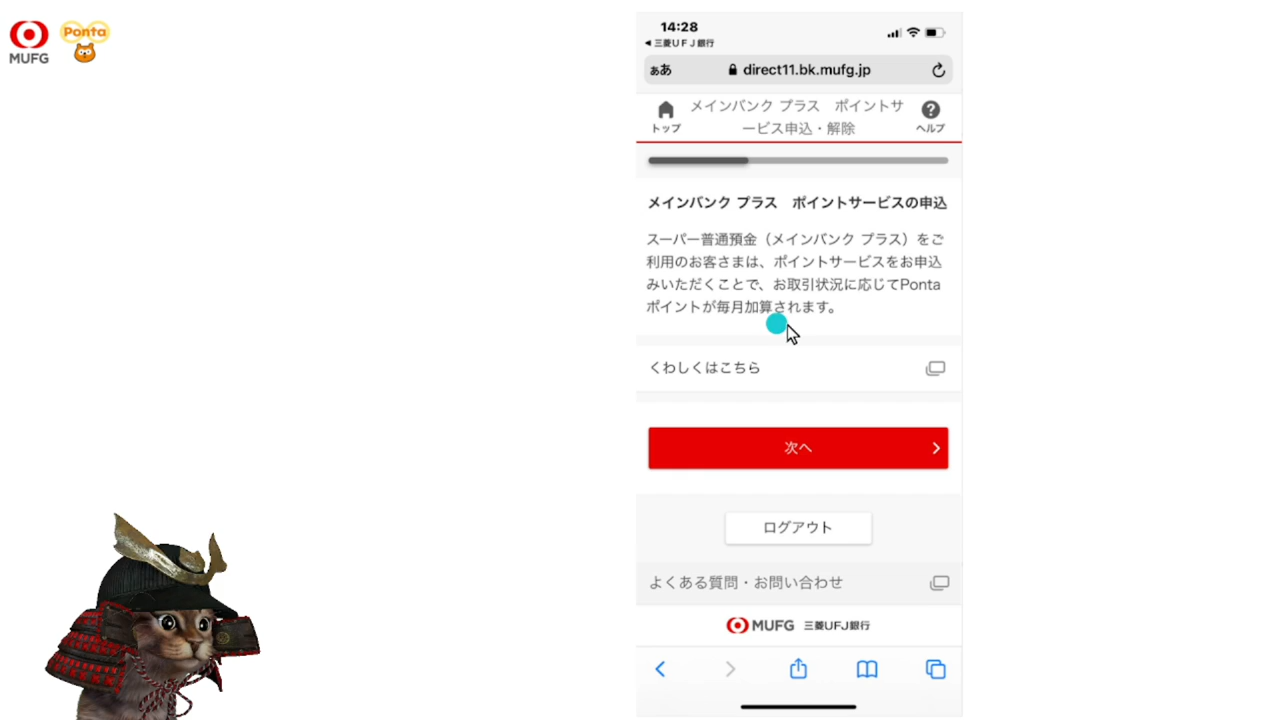 MUFG
Ponta
14:28
◀ 三菱UFJ銀行
ぁあ
direct11.bk.mufg.jp
トップ
メインバンク プラス　ポイントサ
ービス申込・解除
ヘルプ
メインバンク プラス　ポイントサービスの申込
スーパー普通預金（メインバンク プラス）をご
利用のお客さまは、ポイントサービスをお申込
みいただくことで、お取引状況に応じてPonta
ポイントが毎月加算されます。
くわしくはこちら
次へ
ログアウト
よくある質問・お問い合わせ
MUFG 三菱UFJ銀行